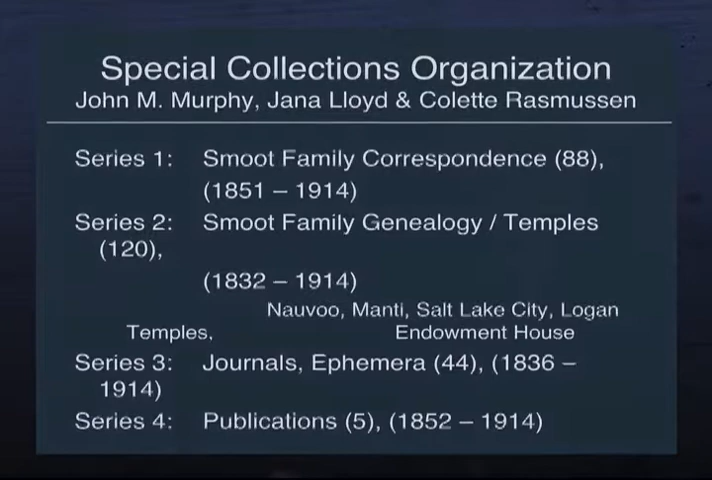 Special Collections Organization
John M. Murphy, Jana Lloyd & Colette Rasmussen
Series 1: Smoot Family Correspondence (88),
(1851 – 1914)
Series 2: Smoot Family Genealogy / Temples
(120),
(1832 – 1914)
Nauvoo, Manti, Salt Lake City, Logan
Temples, Endowment House
Series 3: Journals, Ephemera (44), (1836 –
1914)
Series 4: Publications (5), (1852 – 1914)